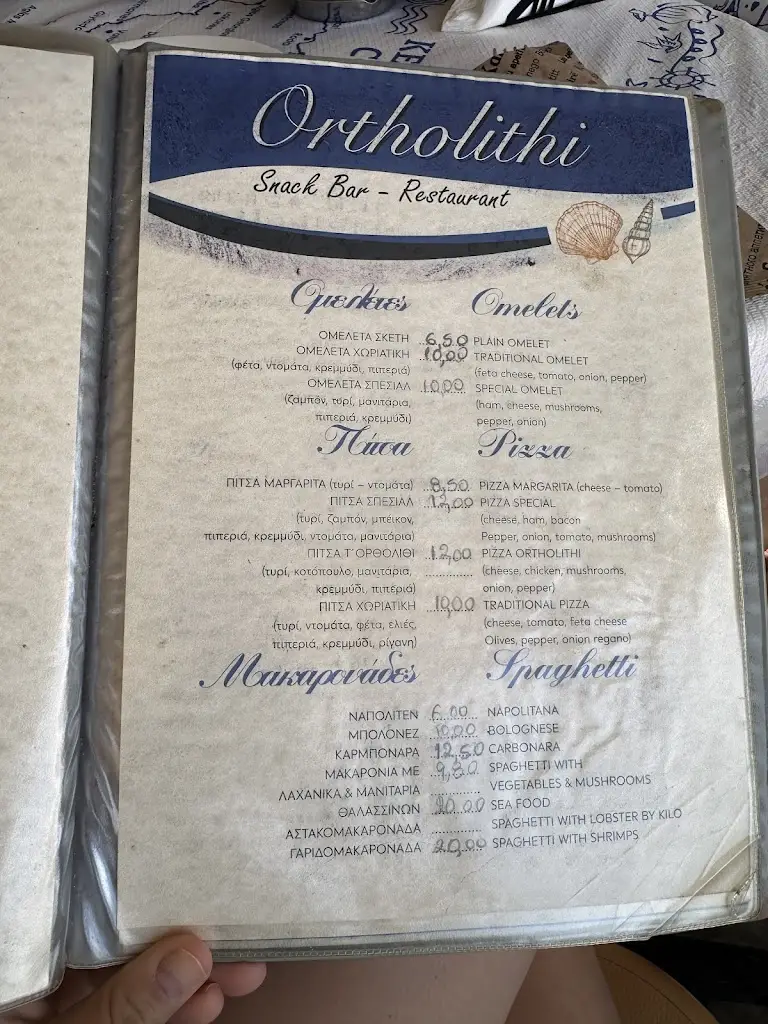 Ortholithi
Snack Bar - Restaurant
Ομελέτες Omelets
ΟΜΕΛΕΤΑ ΣΚΕΤΗ 6,50 PLAIN OMELET
ΟΜΕΛΕΤΑ ΧΩΡΙΑΤΙΚΗ 10,00 TRADITIONAL OMELET
(φέτα, ντομάτα, κρεμμύδι, πιπεριά) (feta cheese, tomato, onion, pepper)
ΟΜΕΛΕΤΑ ΣΠΕΣΙΑΛ 10,00 SPECIAL OMELET
(ζαμπόν, τυρί, μανιτάρια, (ham, cheese, mushrooms,
πιπεριά, κρεμμύδι) pepper, onion)
Πίτσα Pizza
ΠΙΤΣΑ ΜΑΡΓΑΡΙΤΑ (τυρί – ντομάτα) 8,50 PIZZA MARGARITA (cheese – tomato)
ΠΙΤΣΑ ΣΠΕΣΙΑΛ 12,00 PIZZA SPECIAL
(τυρί, ζαμπόν, μπέικον, (cheese, ham, bacon
πιπεριά, κρεμμύδι, ντομάτα, μανιτάρια) Pepper, onion, tomato, mushrooms)
ΠΙΤΣΑ Τ΄ΟΡΘΟΛΙΘΙ 12,00 PIZZA ORTHOLITHI
(τυρί, κοτόπουλο, μανιτάρια, (cheese, chicken, mushrooms,
κρεμμύδι, πιπεριά) onion, pepper)
ΠΙΤΣΑ ΧΩΡΙΑΤΙΚΗ 10,00 TRADITIONAL PIZZA
(τυρί, ντομάτα, φέτα, ελιές, (cheese, tomato, feta cheese
πιπεριά, κρεμμύδι, ρίγανη) Olives, pepper, onion regano)
Μακαρονάδες Spaghetti
ΝΑΠΟΛΙΤΕΝ 6.00 NAPOLITANA
ΜΠΟΛΟΝΕΖ 10,00 BOLOGNESE
ΚΑΡΜΠΟΝΑΡΑ 12,50 CARBONARA
ΜΑΚΑΡΟΝΙΑ ΜΕ 9,80 SPAGHETTI WITH
ΛΑΧΑΝΙΚΑ & ΜΑΝΙΤΑΡΙΑ VEGETABLES & MUSHROOMS
ΘΑΛΑΣΣΙΝΩΝ SEA FOOD
ΑΣΤΑΚΟΜΑΚΑΡΟΝΑΔΑ SPAGHETTI WITH LOBSTER BY KILO
ΓΑΡΙΔΟΜΑΚΑΡΟΝΑΔΑ 20,00 SPAGHETTI WITH SHRIMPS